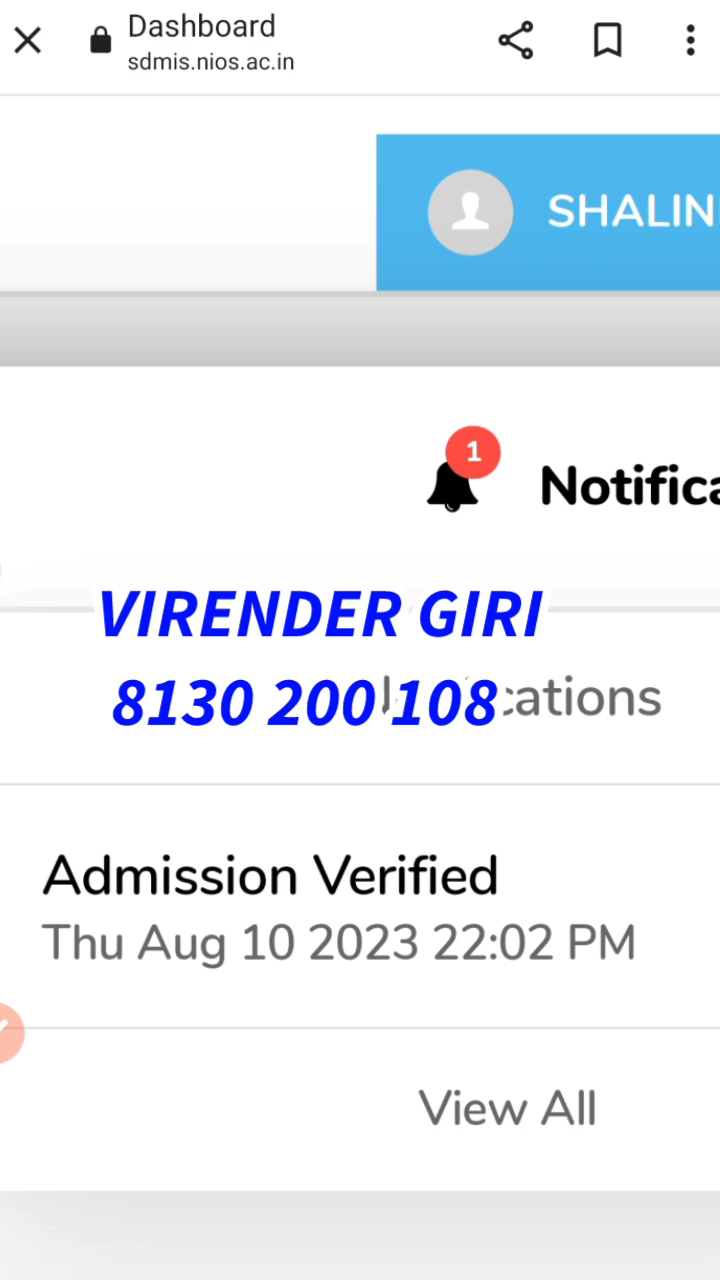 Dashboard
sdmis.nios.ac.in
SHALIN
1
Notifica
VIRENDER GIRI
8130 200 108
cations
Admission Verified
Thu Aug 10 2023 22:02 PM
View All